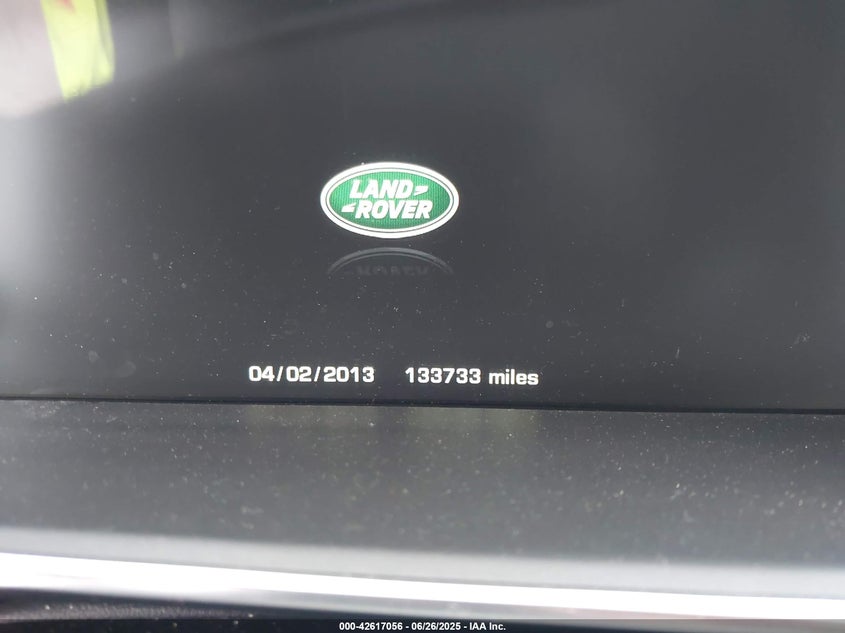 LAND
ROVER
04/02/2013 133733 miles
000-42617056 - 06/26/2025 - IAA Inc.